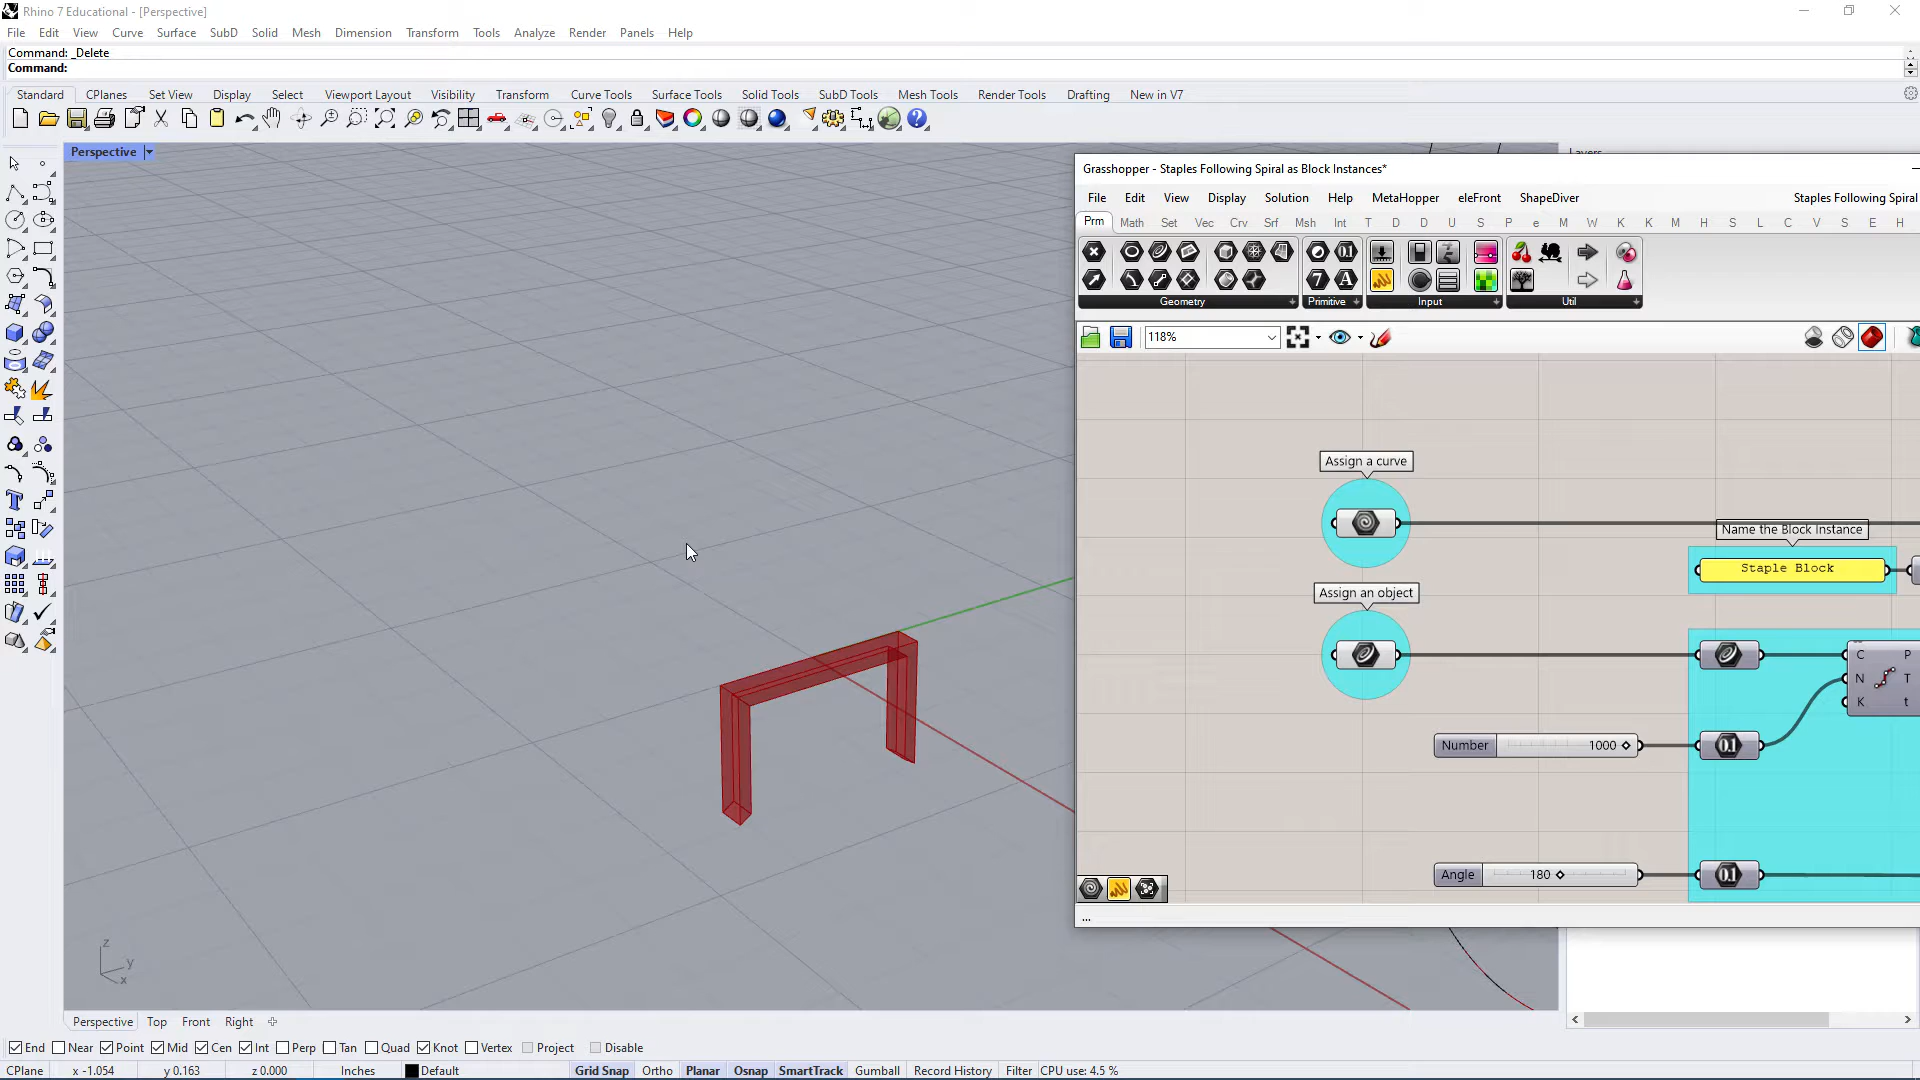 Rhino 7 Educational - [Perspective]
File Edit View Curve Surface SubD Solid Mesh Dimension Transform Tools Analyze Render Panels Help
Command: _Delete
Command:
Standard CPlanes Set View Display Select Viewport Layout Visibility Transform Curve Tools Surface Tools Solid Tools SubD Tools Mesh Tools Render Tools Drafting New in V7
Perspective
Grasshopper - Staples Following Spiral as Block Instances*
File Edit View Display Solution Help MetaHopper eleFront ShapeDiver Staples Following Spiral
Prm Math Set Vec Crv Srf Msh Int T D D U S P e M W K K M H S L C V S E H
Geometry Primitive Input Util
118%
Assign a curve
Name the Block Instance
Staple Block
Assign an object
C P
N T
K t
Number 1000
Angle 180
...
z
y
x
Perspective Top Front Right
End Near Point Mid Cen Int Perp Tan Quad Knot Vertex Project Disable
CPlane x -1.054 y 0.163 z 0.000 Inches Default Grid Snap Ortho Planar Osnap SmartTrack Gumball Record History Filter CPU use: 4.5 %